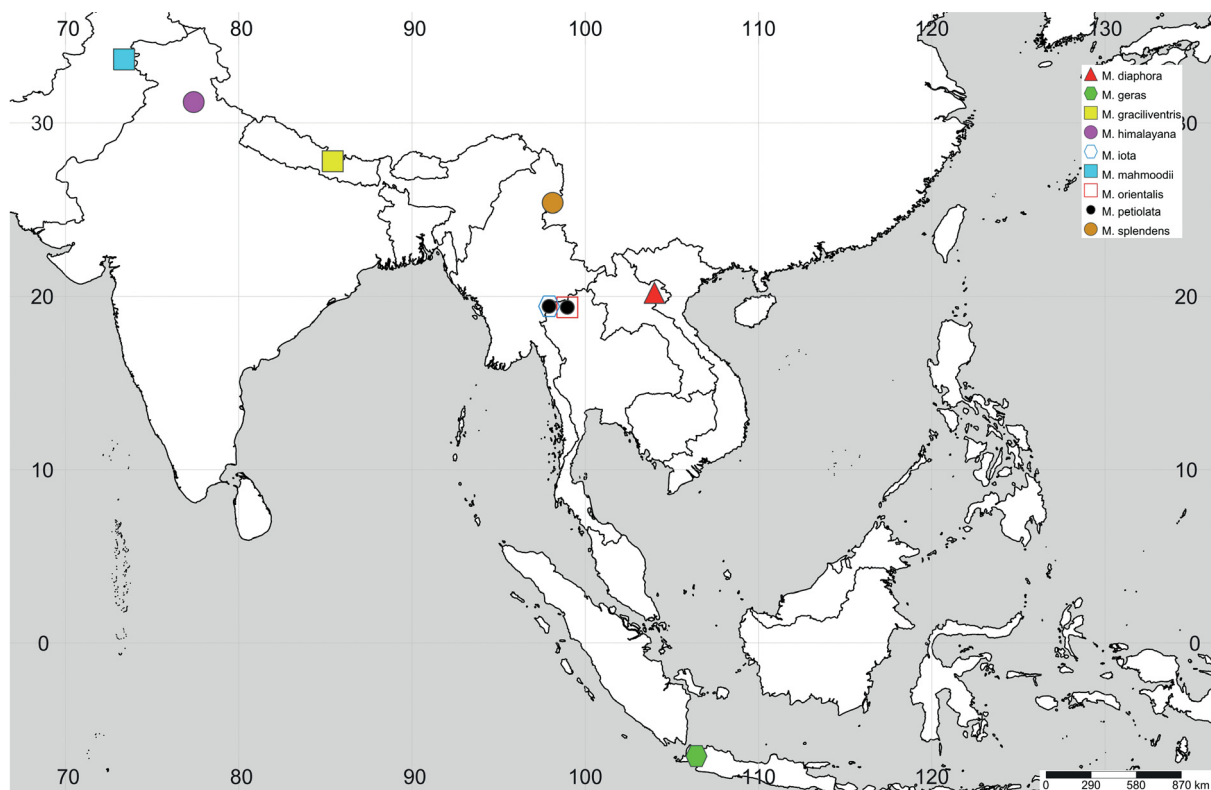 70 80 90 100 110 120 130
M. diaphora
M. geras
M. graciliventris
M. himalayana
M. iota
M. mahmoodii
M. orientalis
M. petiolata
M. splendens
30 30
20 20
10 10
0 0
70 80 90 100 110 120
0 290 580 870 km